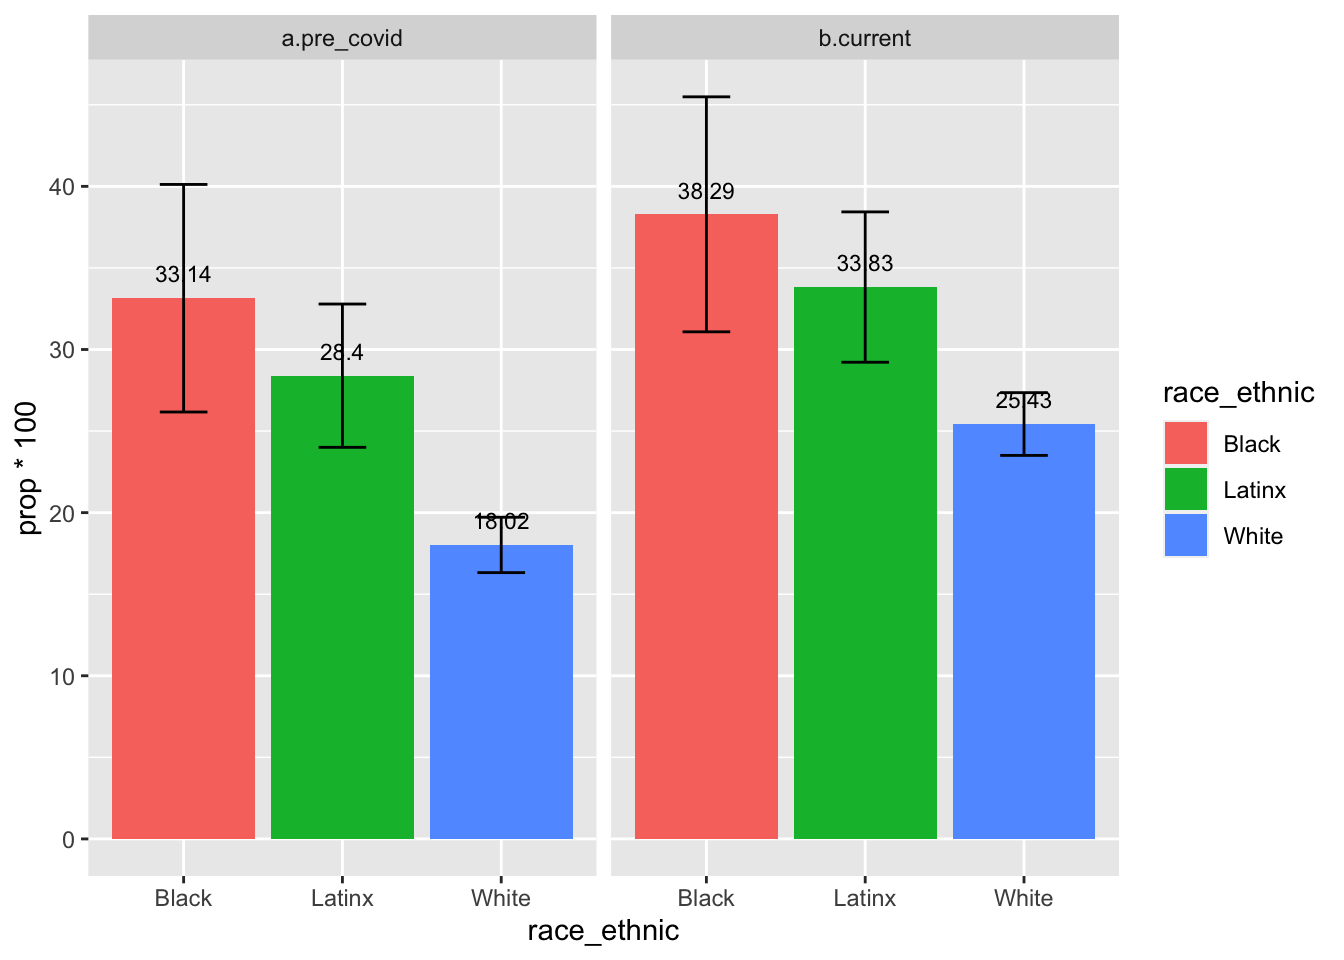 a.pre_covid
b.current
prop * 100
40
30
20
10
0
33.14
28.4
18.02
38.29
33.83
25.43
Black
Latinx
White
Black
Latinx
White
race_ethnic
race_ethnic
Black
Latinx
White